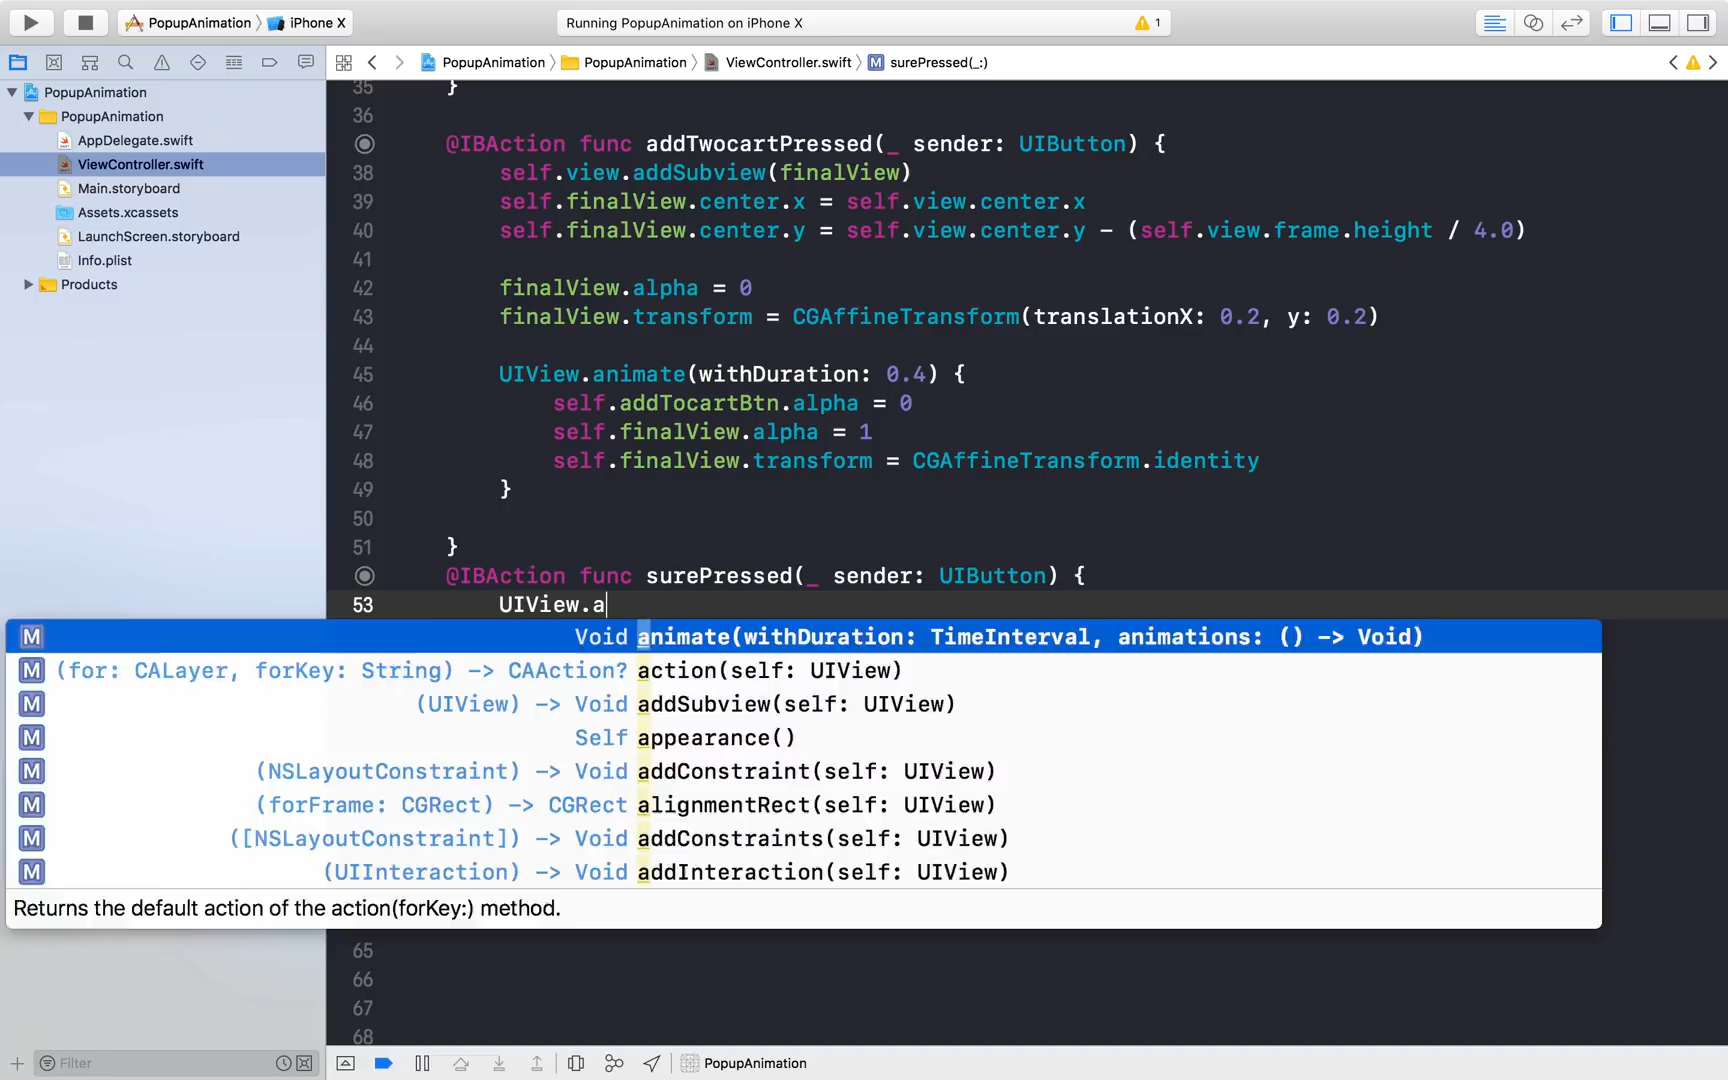 PopupAnimation iPhone X Running PopupAnimation on iPhone X 1
PopupAnimation PopupAnimation ViewController.swift M surePressed(_:)
PopupAnimation
PopupAnimation
AppDelegate.swift
ViewController.swift
Main.storyboard
Assets.xcassets
LaunchScreen.storyboard
Info.plist
Products
35 }
36
@IBAction func addTwocartPressed(_ sender: UIButton) {
38 self.view.addSubview(finalView)
39 self.finalView.center.x = self.view.center.x
40 self.finalView.center.y = self.view.center.y - (self.view.frame.height / 4.0)
41
42 finalView.alpha = 0
43 finalView.transform = CGAffineTransform(translationX: 0.2, y: 0.2)
44
45 UIView.animate(withDuration: 0.4) {
46 self.addTocartBtn.alpha = 0
47 self.finalView.alpha = 1
48 self.finalView.transform = CGAffineTransform.identity
49 }
50
51 }
@IBAction func surePressed(_ sender: UIButton) {
53 UIView.a
M Void animate(withDuration: TimeInterval, animations: () -> Void)
M (for: CALayer, forKey: String) -> CAAction? action(self: UIView)
M (UIView) -> Void addSubview(self: UIView)
M Self appearance()
M (NSLayoutConstraint) -> Void addConstraint(self: UIView)
M (forFrame: CGRect) -> CGRect alignmentRect(self: UIView)
M ([NSLayoutConstraint]) -> Void addConstraints(self: UIView)
M (UIInteraction) -> Void addInteraction(self: UIView)
Returns the default action of the action(forKey:) method.
65
66
67
68
Filter PopupAnimation